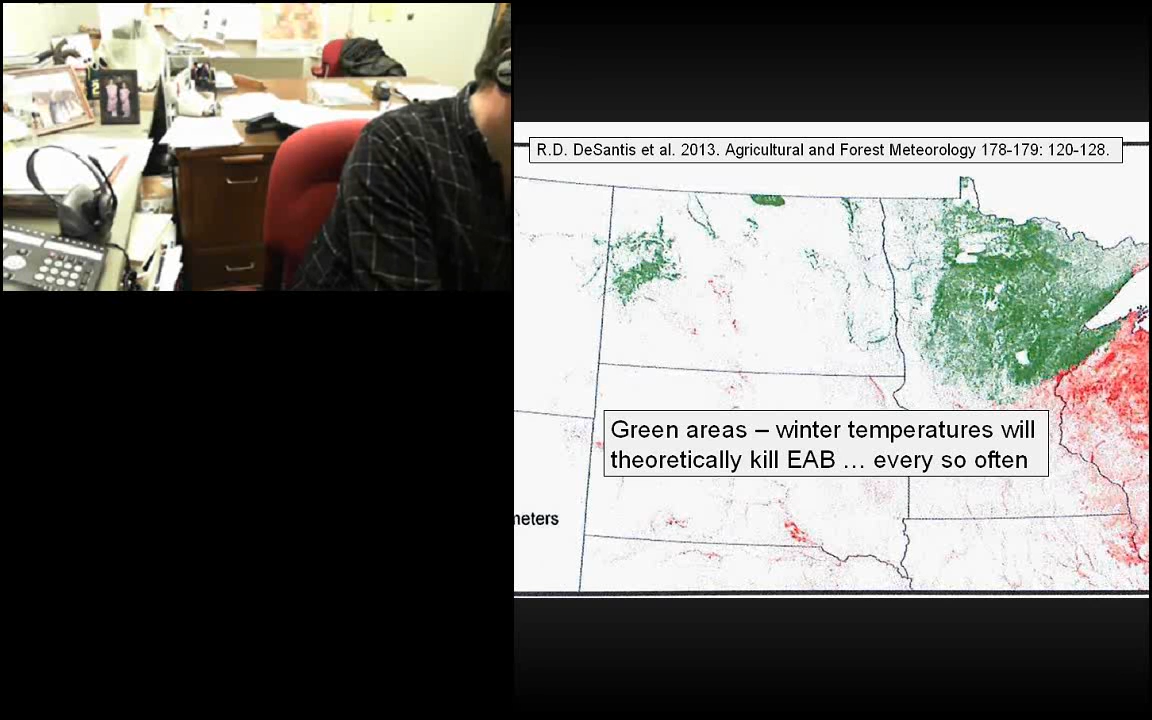 R.D. DeSantis et al. 2013. Agricultural and Forest Meteorology 178-179: 120-128.
Green areas – winter temperatures will
theoretically kill EAB … every so often
meters